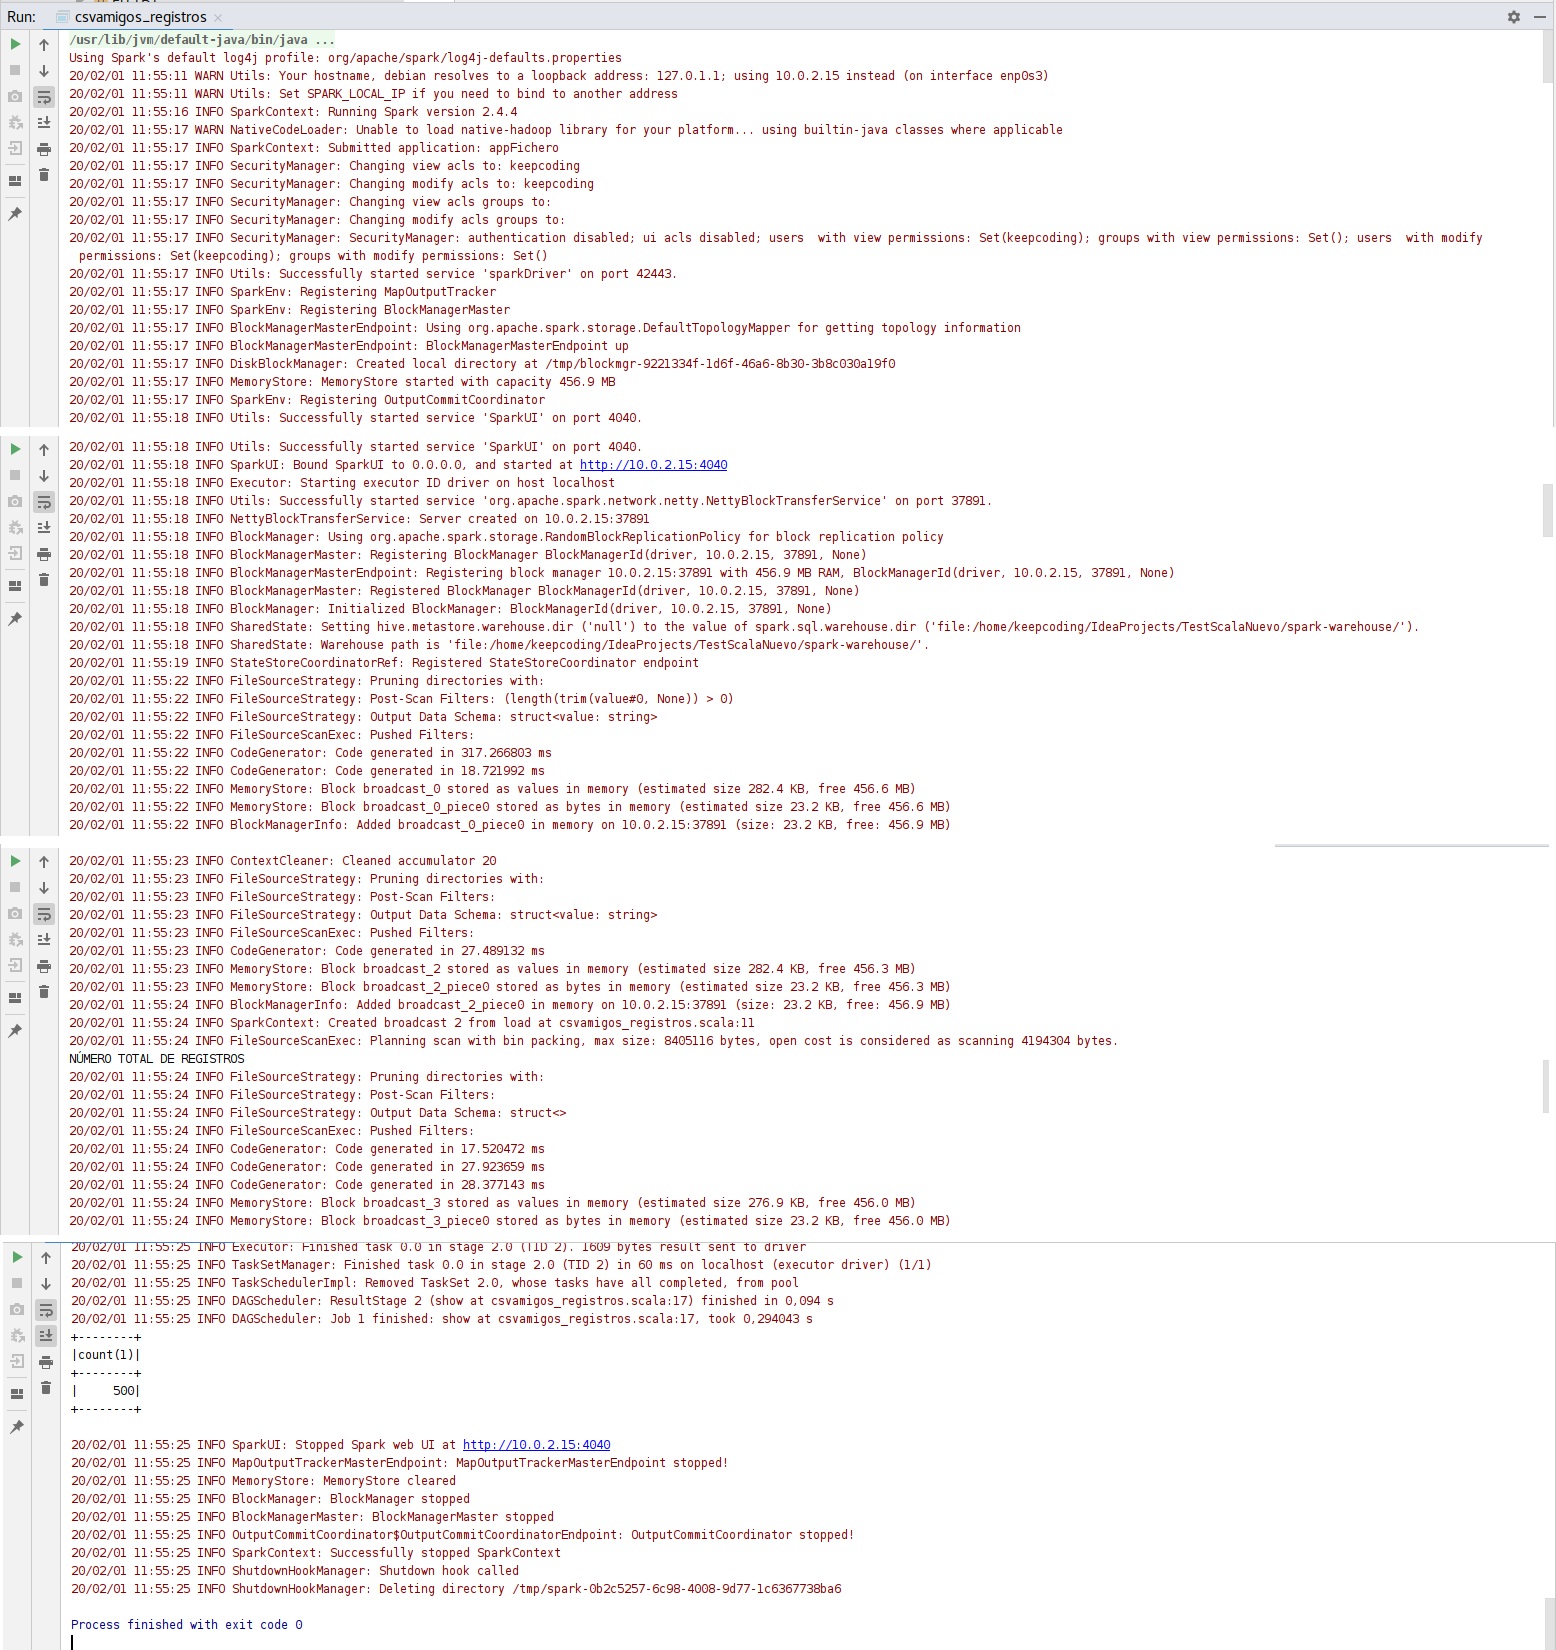 Run: csvamigos_registros
/usr/lib/jvm/default-java/bin/java ...
Using Spark's default log4j profile: org/apache/spark/log4j-defaults.properties
20/02/01 11:55:11 WARN Utils: Your hostname, debian resolves to a loopback address: 127.0.1.1; using 10.0.2.15 instead (on interface enp0s3)
20/02/01 11:55:11 WARN Utils: Set SPARK_LOCAL_IP if you need to bind to another address
20/02/01 11:55:16 INFO SparkContext: Running Spark version 2.4.4
20/02/01 11:55:17 WARN NativeCodeLoader: Unable to load native-hadoop library for your platform... using builtin-java classes where applicable
20/02/01 11:55:17 INFO SparkContext: Submitted application: appFichero
20/02/01 11:55:17 INFO SecurityManager: Changing view acls to: keepcoding
20/02/01 11:55:17 INFO SecurityManager: Changing modify acls to: keepcoding
20/02/01 11:55:17 INFO SecurityManager: Changing view acls groups to:
20/02/01 11:55:17 INFO SecurityManager: Changing modify acls groups to:
20/02/01 11:55:17 INFO SecurityManager: SecurityManager: authentication disabled; ui acls disabled; users  with view permissions: Set(keepcoding); groups with view permissions: Set(); users  with modify
permissions: Set(keepcoding); groups with modify permissions: Set()
20/02/01 11:55:17 INFO Utils: Successfully started service 'sparkDriver' on port 42443.
20/02/01 11:55:17 INFO SparkEnv: Registering MapOutputTracker
20/02/01 11:55:17 INFO SparkEnv: Registering BlockManagerMaster
20/02/01 11:55:17 INFO BlockManagerMasterEndpoint: Using org.apache.spark.storage.DefaultTopologyMapper for getting topology information
20/02/01 11:55:17 INFO BlockManagerMasterEndpoint: BlockManagerMasterEndpoint up
20/02/01 11:55:17 INFO DiskBlockManager: Created local directory at /tmp/blockmgr-9221334f-1d6f-46a6-8b30-3b8c030a19f0
20/02/01 11:55:17 INFO MemoryStore: MemoryStore started with capacity 456.9 MB
20/02/01 11:55:17 INFO SparkEnv: Registering OutputCommitCoordinator
20/02/01 11:55:18 INFO Utils: Successfully started service 'SparkUI' on port 4040.
20/02/01 11:55:18 INFO Utils: Successfully started service 'SparkUI' on port 4040.
20/02/01 11:55:18 INFO SparkUI: Bound SparkUI to 0.0.0.0, and started at http://10.0.2.15:4040
20/02/01 11:55:18 INFO Executor: Starting executor ID driver on host localhost
20/02/01 11:55:18 INFO Utils: Successfully started service 'org.apache.spark.network.netty.NettyBlockTransferService' on port 37891.
20/02/01 11:55:18 INFO NettyBlockTransferService: Server created on 10.0.2.15:37891
20/02/01 11:55:18 INFO BlockManager: Using org.apache.spark.storage.RandomBlockReplicationPolicy for block replication policy
20/02/01 11:55:18 INFO BlockManagerMaster: Registering BlockManager BlockManagerId(driver, 10.0.2.15, 37891, None)
20/02/01 11:55:18 INFO BlockManagerMasterEndpoint: Registering block manager 10.0.2.15:37891 with 456.9 MB RAM, BlockManagerId(driver, 10.0.2.15, 37891, None)
20/02/01 11:55:18 INFO BlockManagerMaster: Registered BlockManager BlockManagerId(driver, 10.0.2.15, 37891, None)
20/02/01 11:55:18 INFO BlockManager: Initialized BlockManager: BlockManagerId(driver, 10.0.2.15, 37891, None)
20/02/01 11:55:18 INFO SharedState: Setting hive.metastore.warehouse.dir ('null') to the value of spark.sql.warehouse.dir ('file:/home/keepcoding/IdeaProjects/TestScalaNuevo/spark-warehouse/').
20/02/01 11:55:18 INFO SharedState: Warehouse path is 'file:/home/keepcoding/IdeaProjects/TestScalaNuevo/spark-warehouse/'.
20/02/01 11:55:19 INFO StateStoreCoordinatorRef: Registered StateStoreCoordinator endpoint
20/02/01 11:55:22 INFO FileSourceStrategy: Pruning directories with:
20/02/01 11:55:22 INFO FileSourceStrategy: Post-Scan Filters: (length(trim(value#0, None)) > 0)
20/02/01 11:55:22 INFO FileSourceStrategy: Output Data Schema: struct<value: string>
20/02/01 11:55:22 INFO FileSourceScanExec: Pushed Filters:
20/02/01 11:55:22 INFO CodeGenerator: Code generated in 317.266803 ms
20/02/01 11:55:22 INFO CodeGenerator: Code generated in 18.721992 ms
20/02/01 11:55:22 INFO MemoryStore: Block broadcast_0 stored as values in memory (estimated size 282.4 KB, free 456.6 MB)
20/02/01 11:55:22 INFO MemoryStore: Block broadcast_0_piece0 stored as bytes in memory (estimated size 23.2 KB, free 456.6 MB)
20/02/01 11:55:22 INFO BlockManagerInfo: Added broadcast_0_piece0 in memory on 10.0.2.15:37891 (size: 23.2 KB, free: 456.9 MB)
20/02/01 11:55:23 INFO ContextCleaner: Cleaned accumulator 20
20/02/01 11:55:23 INFO FileSourceStrategy: Pruning directories with:
20/02/01 11:55:23 INFO FileSourceStrategy: Post-Scan Filters:
20/02/01 11:55:23 INFO FileSourceStrategy: Output Data Schema: struct<value: string>
20/02/01 11:55:23 INFO FileSourceScanExec: Pushed Filters:
20/02/01 11:55:23 INFO CodeGenerator: Code generated in 27.489132 ms
20/02/01 11:55:23 INFO MemoryStore: Block broadcast_2 stored as values in memory (estimated size 282.4 KB, free 456.3 MB)
20/02/01 11:55:23 INFO MemoryStore: Block broadcast_2_piece0 stored as bytes in memory (estimated size 23.2 KB, free 456.3 MB)
20/02/01 11:55:24 INFO BlockManagerInfo: Added broadcast_2_piece0 in memory on 10.0.2.15:37891 (size: 23.2 KB, free: 456.9 MB)
20/02/01 11:55:24 INFO SparkContext: Created broadcast 2 from load at csvamigos_registros.scala:11
20/02/01 11:55:24 INFO FileSourceScanExec: Planning scan with bin packing, max size: 8405116 bytes, open cost is considered as scanning 4194304 bytes.
NÚMERO TOTAL DE REGISTROS
20/02/01 11:55:24 INFO FileSourceStrategy: Pruning directories with:
20/02/01 11:55:24 INFO FileSourceStrategy: Post-Scan Filters:
20/02/01 11:55:24 INFO FileSourceStrategy: Output Data Schema: struct<>
20/02/01 11:55:24 INFO FileSourceScanExec: Pushed Filters:
20/02/01 11:55:24 INFO CodeGenerator: Code generated in 17.520472 ms
20/02/01 11:55:24 INFO CodeGenerator: Code generated in 27.923659 ms
20/02/01 11:55:24 INFO CodeGenerator: Code generated in 28.377143 ms
20/02/01 11:55:24 INFO MemoryStore: Block broadcast_3 stored as values in memory (estimated size 276.9 KB, free 456.0 MB)
20/02/01 11:55:24 INFO MemoryStore: Block broadcast_3_piece0 stored as bytes in memory (estimated size 23.2 KB, free 456.0 MB)
20/02/01 11:55:25 INFO Executor: Finished task 0.0 in stage 2.0 (TID 2). 1609 bytes result sent to driver
20/02/01 11:55:25 INFO TaskSetManager: Finished task 0.0 in stage 2.0 (TID 2) in 60 ms on localhost (executor driver) (1/1)
20/02/01 11:55:25 INFO TaskSchedulerImpl: Removed TaskSet 2.0, whose tasks have all completed, from pool
20/02/01 11:55:25 INFO DAGScheduler: ResultStage 2 (show at csvamigos_registros.scala:17) finished in 0,094 s
20/02/01 11:55:25 INFO DAGScheduler: Job 1 finished: show at csvamigos_registros.scala:17, took 0,294043 s
+--------+
|count(1)|
+--------+
|     500|
+--------+
20/02/01 11:55:25 INFO SparkUI: Stopped Spark web UI at http://10.0.2.15:4040
20/02/01 11:55:25 INFO MapOutputTrackerMasterEndpoint: MapOutputTrackerMasterEndpoint stopped!
20/02/01 11:55:25 INFO MemoryStore: MemoryStore cleared
20/02/01 11:55:25 INFO BlockManager: BlockManager stopped
20/02/01 11:55:25 INFO BlockManagerMaster: BlockManagerMaster stopped
20/02/01 11:55:25 INFO OutputCommitCoordinator$OutputCommitCoordinatorEndpoint: OutputCommitCoordinator stopped!
20/02/01 11:55:25 INFO SparkContext: Successfully stopped SparkContext
20/02/01 11:55:25 INFO ShutdownHookManager: Shutdown hook called
20/02/01 11:55:25 INFO ShutdownHookManager: Deleting directory /tmp/spark-0b2c5257-6c98-4008-9d77-1c6367738ba6
Process finished with exit code 0